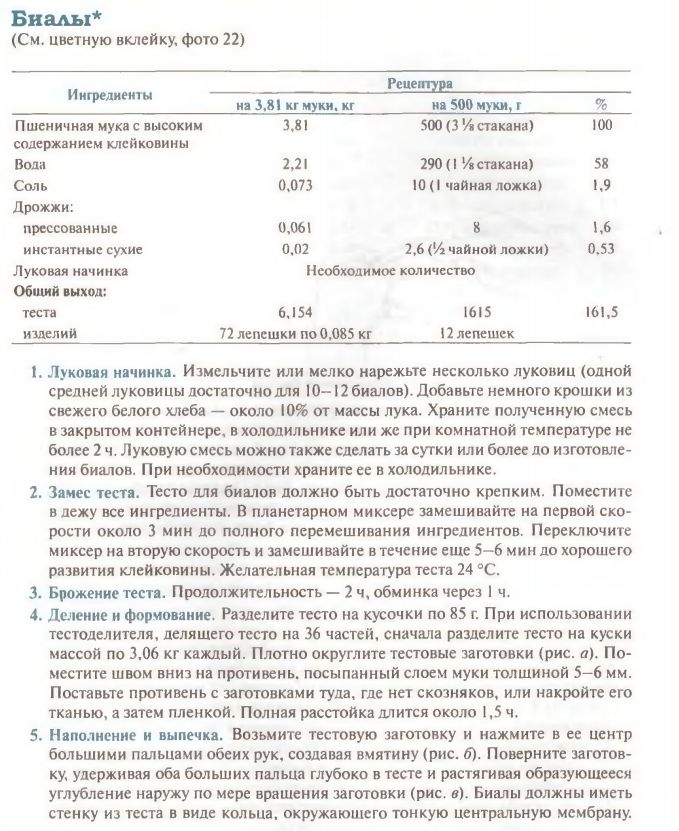 Биалы*
(См. цветную вклейку, фото 22)
Ингредиенты
Рецептура
на 3,81 кг муки, кг
на 500 муки, г
%
Пшеничная мука с высоким содержанием клейковины 3,81 500 (3 ⅛ стакана) 100
Вода 2,21 290 (1 ⅛ стакана) 58
Соль 0,073 10 (1 чайная ложка) 1,9
Дрожжи:
прессованные 0,061 8 1,6
инстантные сухие 0,02 2,6 (½ чайной ложки) 0,53
Луковая начинка Необходимое количество
Общий выход:
теста 6,154 1615 161,5
изделий 72 лепешки по 0,085 кг 12 лепешек
1. Луковая начинка. Измельчите или мелко нарежьте несколько луковиц (одной
средней луковицы достаточно для 10–12 биалов). Добавьте немного крошки из
свежего белого хлеба — около 10% от массы лука. Храните полученную смесь
в закрытом контейнере, в холодильнике или же при комнатной температуре не
более 2 ч. Луковую смесь можно также сделать за сутки или более до изготовле-
ния биалов. При необходимости храните ее в холодильнике.
2. Замес теста. Тесто для биалов должно быть достаточно крепким. Поместите
в дежу все ингредиенты. В планетарном миксере замешивайте на первой ско-
рости около 3 мин до полного перемешивания ингредиентов. Переключите
миксер на вторую скорость и замешивайте в течение еще 5–6 мин до хорошего
развития клейковины. Желательная температура теста 24 °С.
3. Брожение теста. Продолжительность — 2 ч, обминка через 1 ч.
4. Деление и формование. Разделите тесто на кусочки по 85 г. При использовании
тестоделителя, делящего тесто на 36 частей, сначала разделите тесто на куски
массой по 3,06 кг каждый. Плотно округлите тестовые заготовки (рис. а). По-
местите швом вниз на противень, посыпанный слоем муки толщиной 5–6 мм.
Поставьте противень с заготовками туда, где нет сквозняков, или накройте его
тканью, а затем пленкой. Полная расстойка длится около 1,5 ч.
5. Наполнение и выпечка. Возьмите тестовую заготовку и нажмите в ее центр
большими пальцами обеих рук, создавая вмятину (рис. б). Поверните заготов-
ку, удерживая оба больших пальца глубоко в тесте и растягивая образующееся
углубление наружу по мере вращения заготовки (рис. в). Биалы должны иметь
стенку из теста в виде кольца, окружающего тонкую центральную мембрану.